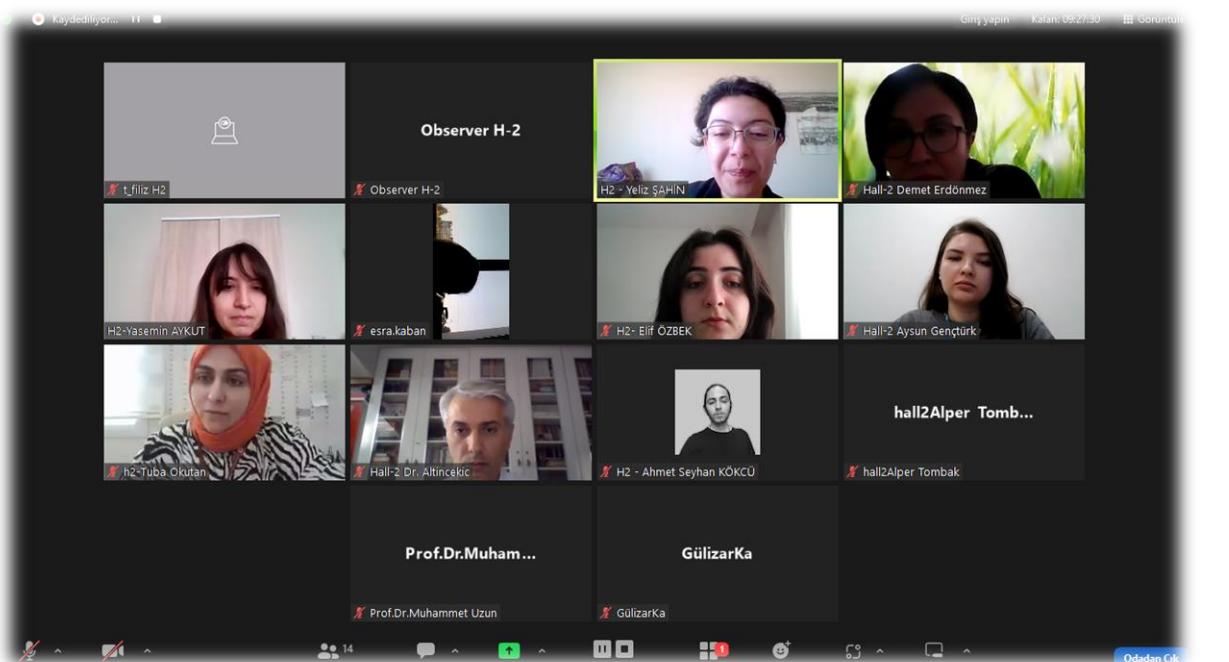 Kaydediliyor...
Giriş yapın
Kalan: 09:27:30
t_filiz H2
Observer H-2
Observer H-2
H2 - Yeliz ŞAHİN
Hall-2 Demet Erdönmez
H2-Yasemin AYKUT
esra.kaban
H2- Elif ÖZBEK
Hall-2 Aysun Gençtürk
h2-Tuba Okutan
Hall-2 Dr. Altincekic
H2 - Ahmet Seyhan KÖKCÜ
hall2Alper Tomb...
hall2Alper Tombak
Prof.Dr.Muham...
Prof.Dr.Muhammet Uzun
GülizarKa
GülizarKa
14
1
Odadan Çık